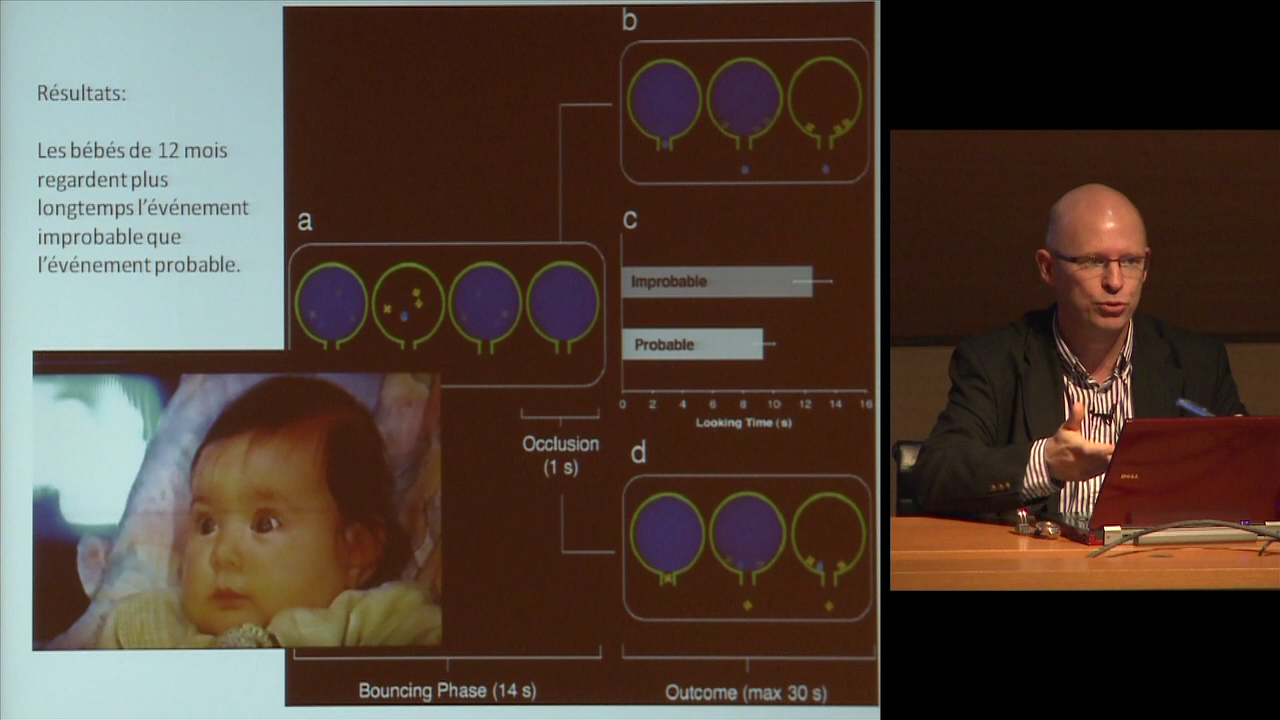 Résultats:
Les bébés de 12 mois
regardent plus
longtemps l'événement
improbable que
l'événement probable.
a
b
c
Improbable
Probable
0 2 4 6 8 10 12 14 16
Looking Time (s)
Occlusion
(1 s)
d
Bouncing Phase (14 s)
Outcome (max 30 s)
DELL